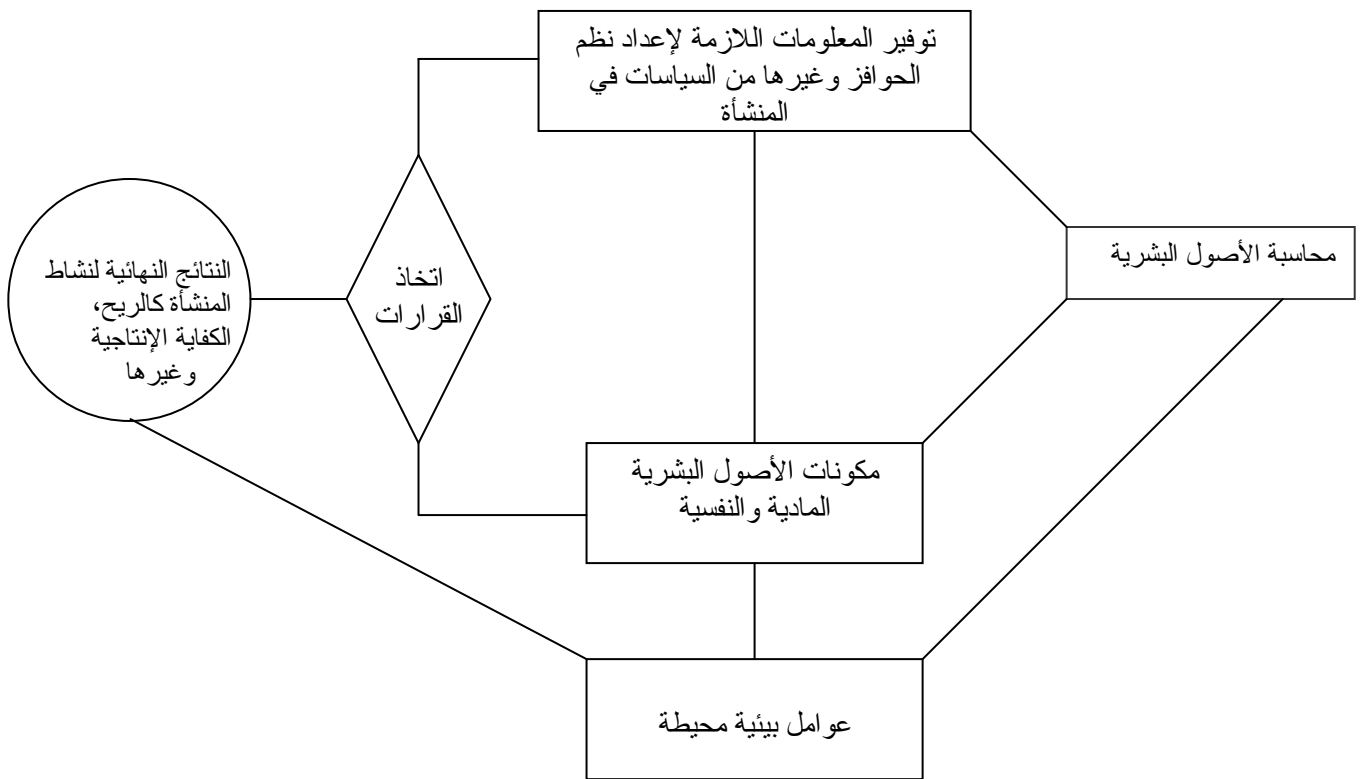 توفير المعلومات اللازمة لإعداد نظم
الحوافز وغيرها من السياسات في
المنشأة
محاسبة الأصول البشرية
اتخاذ
القرارات
النتائج النهائية لنشاط
المنشأة كالريح،
الكفاية الإنتاجية
وغيرها
مكونات الأصول البشرية
المادية والنفسية
عوامل بيئية محيطة